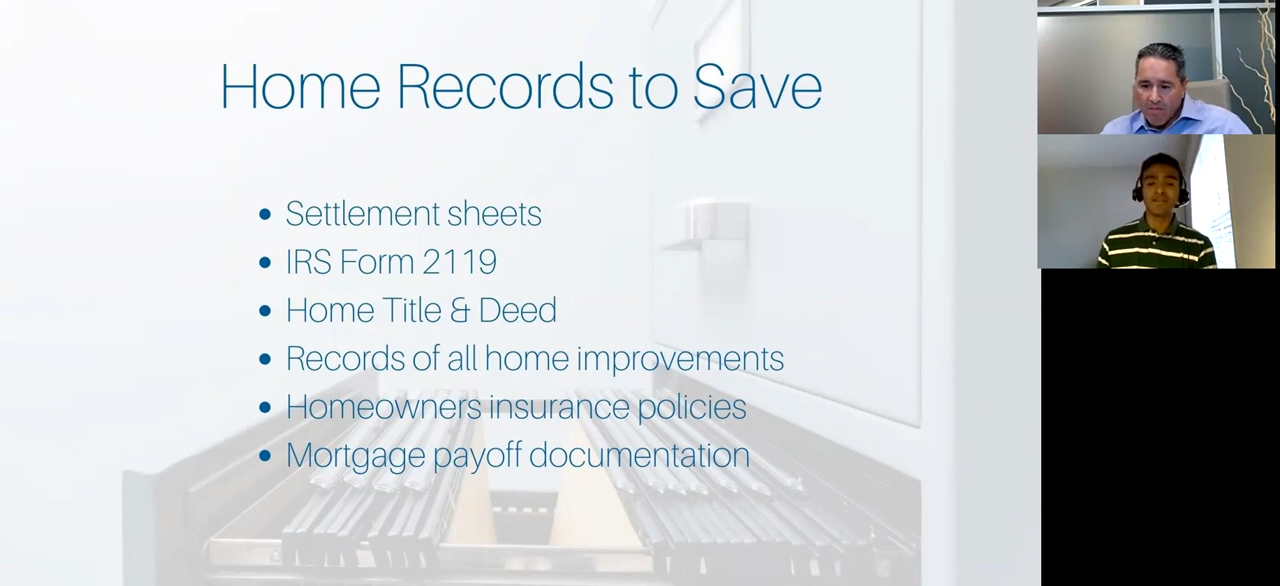 Home Records to Save
Settlement sheets
IRS Form 2119
Home Title & Deed
Records of all home improvements
Homeowners insurance policies
Mortgage payoff documentation